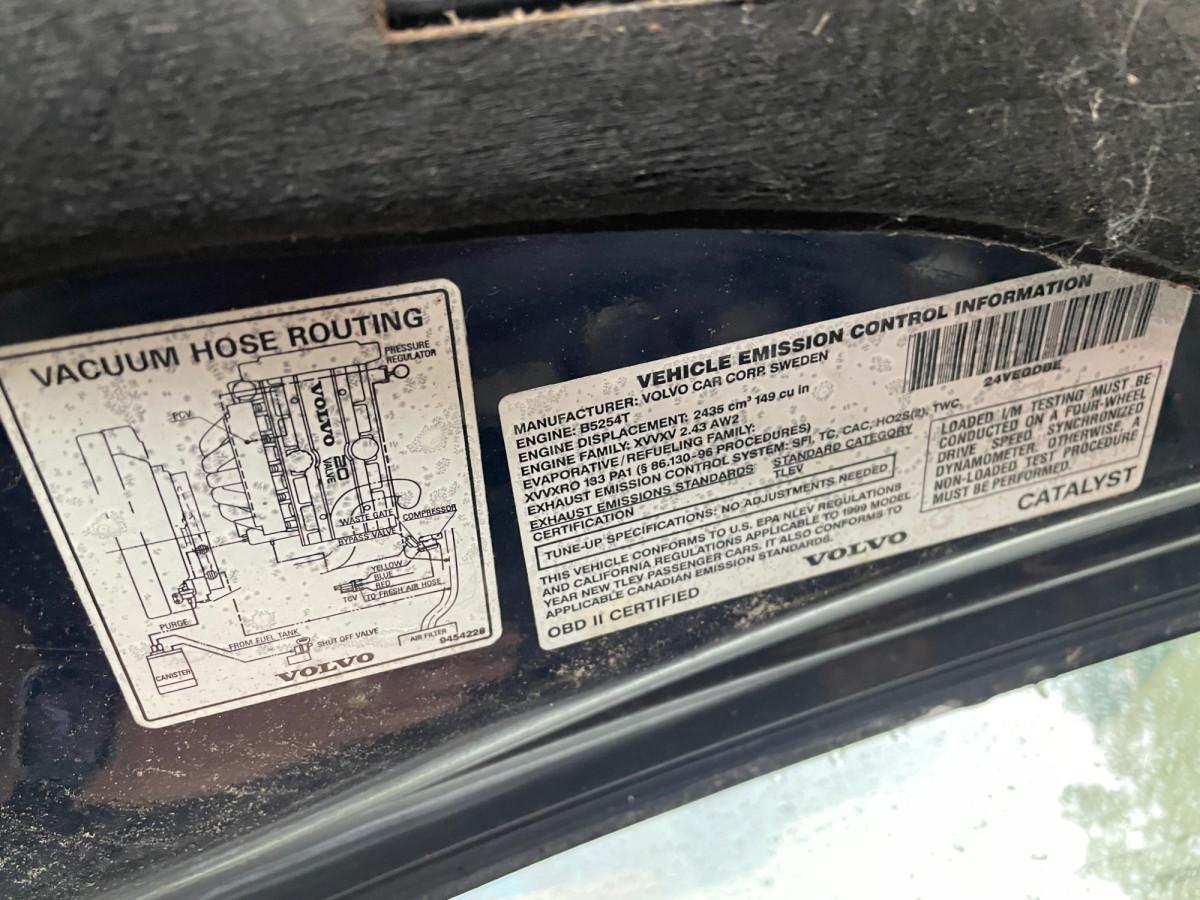 VACUUM HOSE ROUTING
PRESSURE
REGULATOR
PCV
VOLVO
20
VALVE
WASTE GATE
COMPRESSOR
BYPASS VALVE
YELLOW
BLUE
RED
TCV
TO FRESH AIR HOSE
PURGE
FROM FUEL TANK
SHUT OFF VALVE
AIR FILTER
CANISTER
9454228
VOLVO
VEHICLE EMISSION CONTROL INFORMATION
MANUFACTURER: VOLVO CAR CORP. SWEDEN
ENGINE: B5254T
ENGINE DISPLACEMENT: 2435 cm³ 149 cu in
ENGINE FAMILY: XVVXV 2.43 AW2
EVAPORATIVE / REFUELING FAMILY:
XVVXRO 133 PA1 (§ 86.130-96 PROCEDURES)
EXHAUST EMISSION CONTROL SYSTEM: SFI, TC, CAC, HO2S(2), TWC,
EXHAUST EMISSIONS STANDARDS STANDARD CATEGORY
CERTIFICATION TLEV
TUNE-UP SPECIFICATIONS: NO ADJUSTMENTS NEEDED
THIS VEHICLE CONFORMS TO U.S. EPA NLEV REGULATIONS
AND CALIFORNIA REGULATIONS APPLICABLE TO 1999 MODEL
YEAR NEW TLEV PASSENGER CARS. IT ALSO CONFORMS TO
APPLICABLE CANADIAN EMISSION STANDARDS.
OBD II CERTIFIED
VOLVO
24VEGOBE
LOADED I/M TESTING MUST BE
CONDUCTED ON A FOUR-WHEEL
DRIVE SPEED SYNCHRONIZED
DYNAMOMETER. OTHERWISE, A
NON-LOADED TEST PROCEDURE
MUST BE PERFORMED.
CATALYST